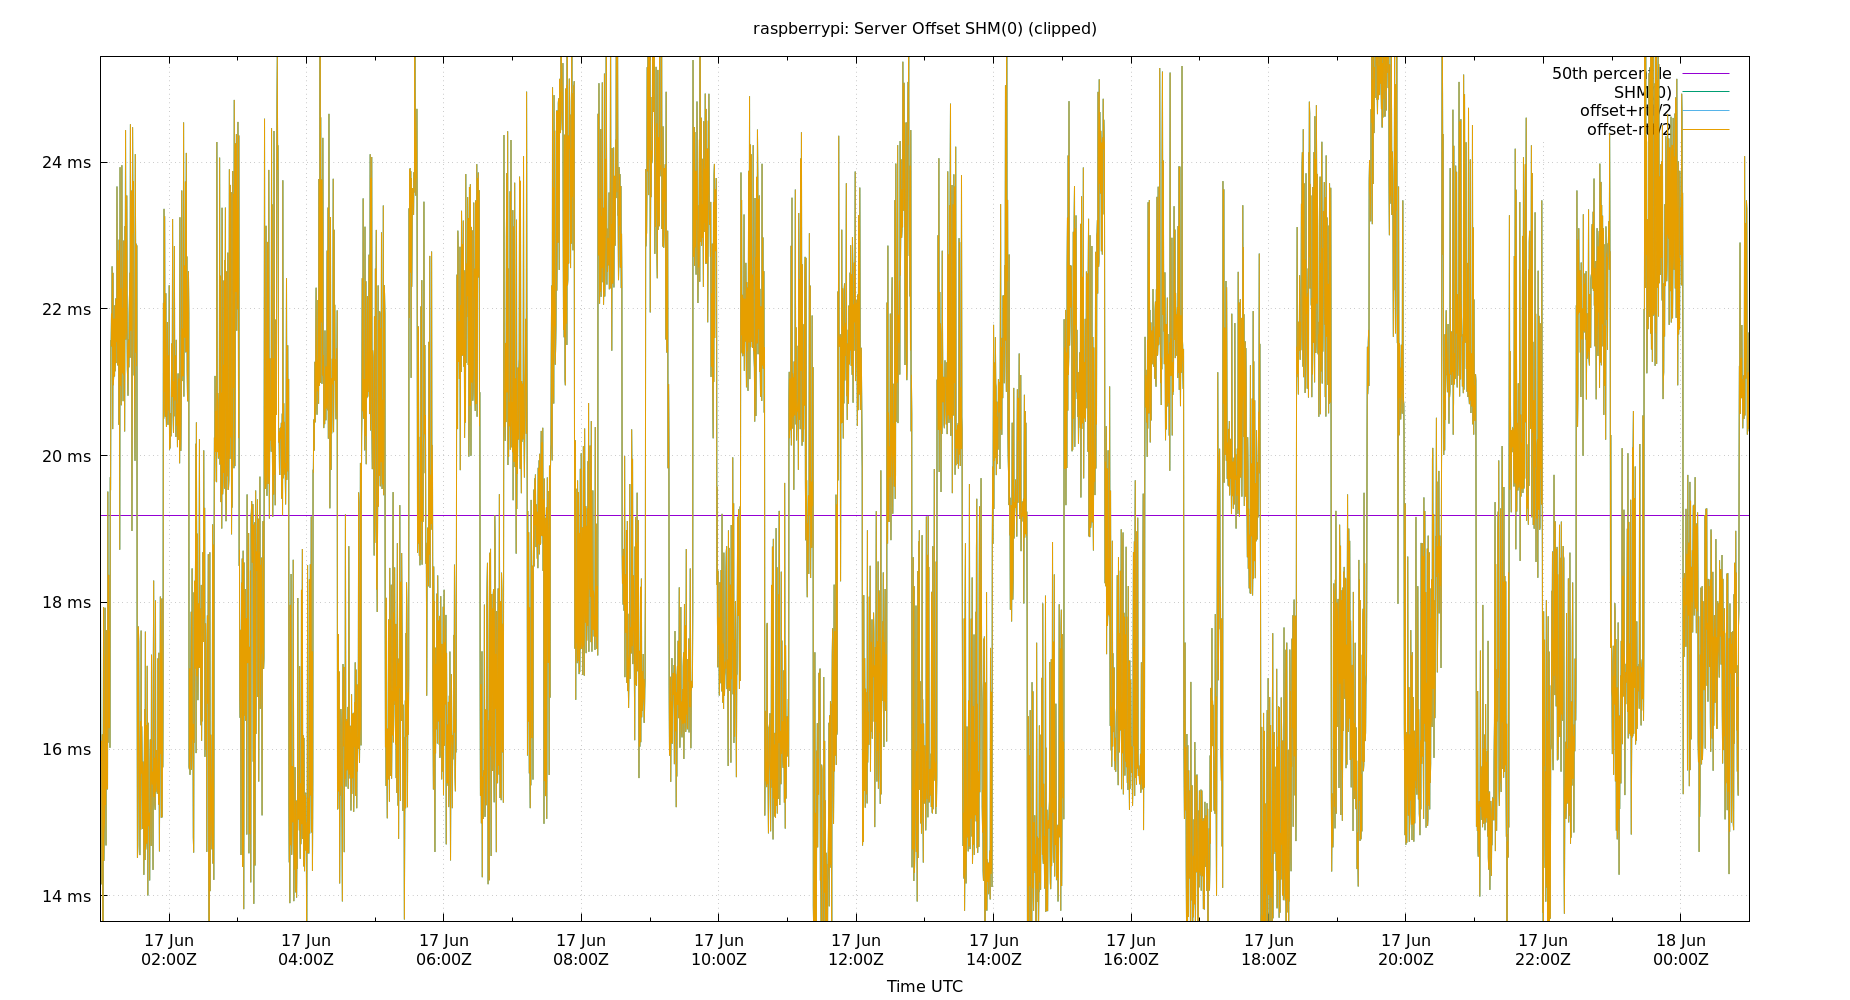 raspberrypi: Server Offset SHM(0) (clipped)
50th percentile
SHM(0)
offset+rtt/2
offset-rtt/2
24 ms
22 ms
20 ms
18 ms
16 ms
14 ms
17 Jun 17 Jun 17 Jun 17 Jun 17 Jun 17 Jun 17 Jun 17 Jun 17 Jun 17 Jun 17 Jun 18 Jun
02:00Z 04:00Z 06:00Z 08:00Z 10:00Z 12:00Z 14:00Z 16:00Z 18:00Z 20:00Z 22:00Z 00:00Z
Time UTC